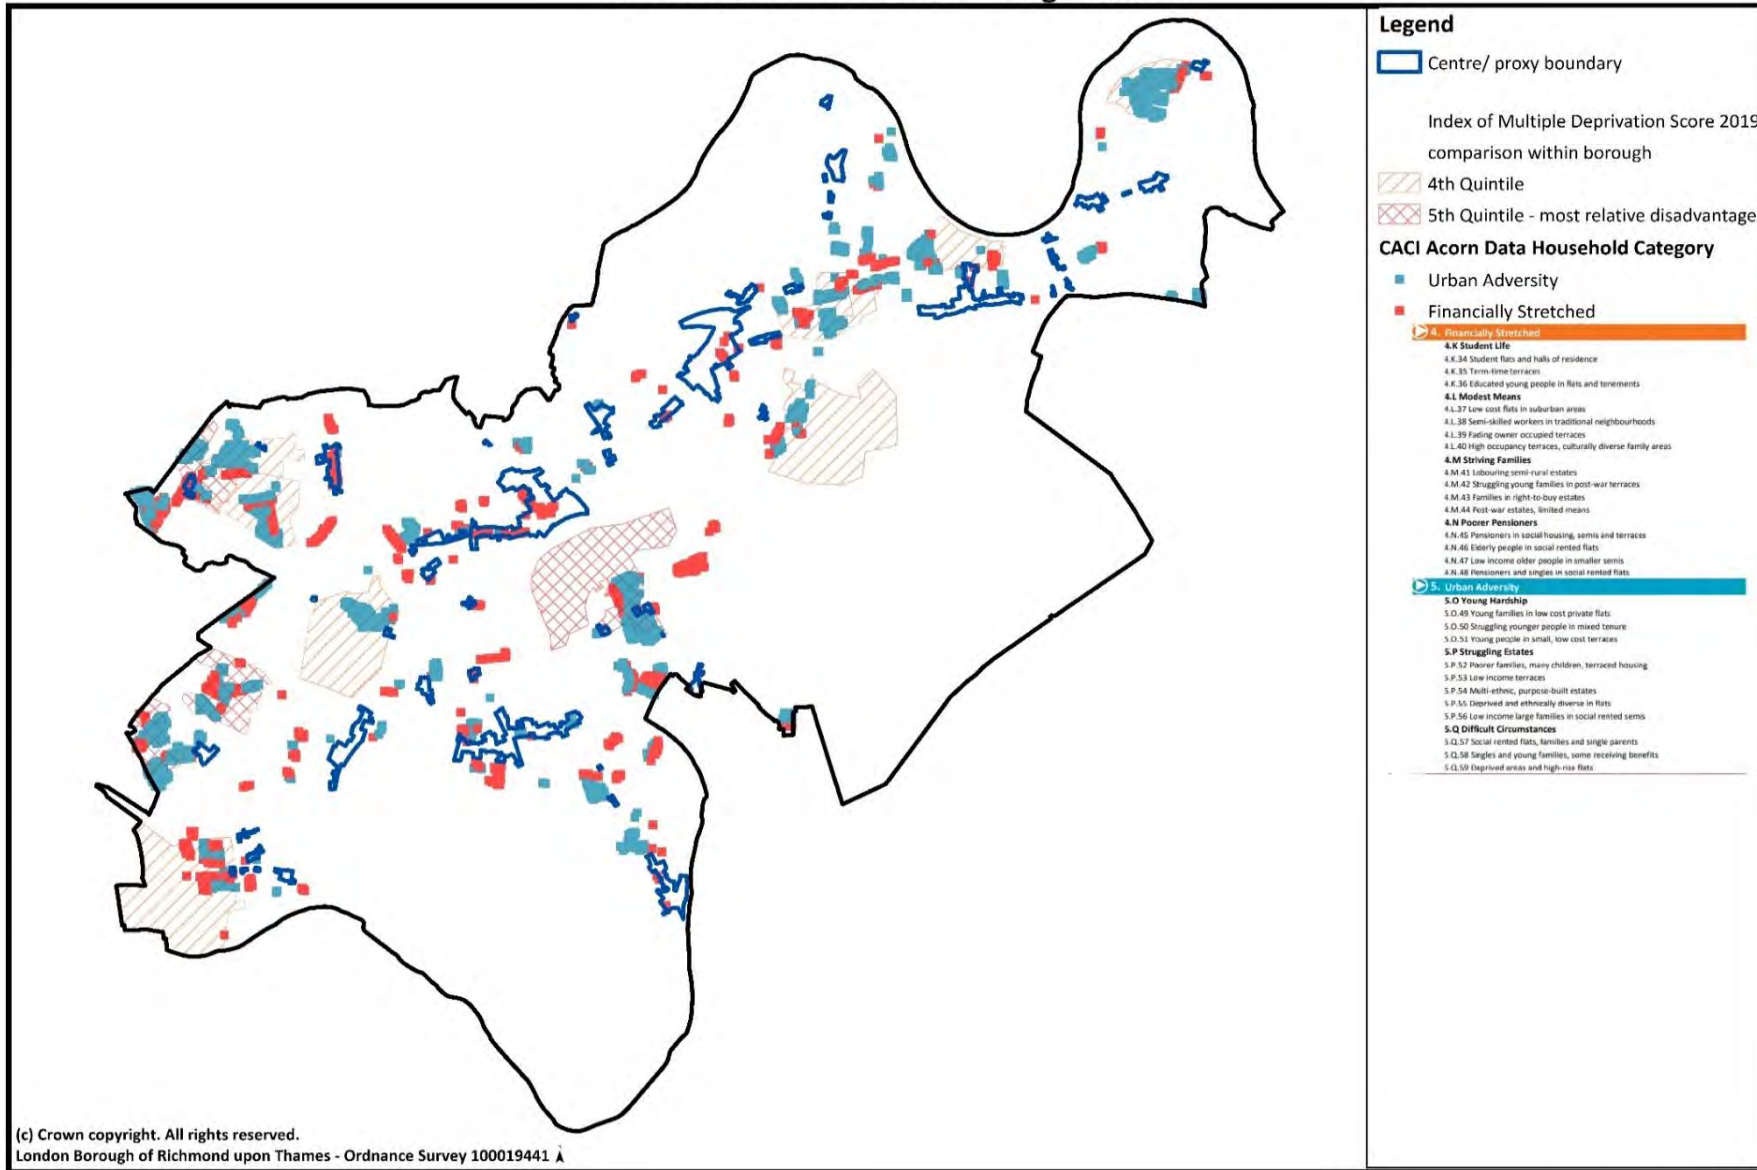 Legend
Centre/ proxy boundary
Index of Multiple Deprivation Score 2019
comparison within borough
4th Quintile
5th Quintile - most relative disadvantage
CACI Acorn Data Household Category
Urban Adversity
Financially Stretched
4. Financially Stretched
4.K Student Life
4.K.34 Student flats and halls of residence
4.K.35 Term-time terraces
4.K.36 Educated young people in flats and tenements
4.L Modest Means
4.L.37 Low cost flats in suburban areas
4.L.38 Semi-skilled workers in traditional neighbourhoods
4.L.39 Fading owner occupied terraces
4.L.40 High occupancy terraces, culturally diverse family areas
4.M Striving Families
4.M.41 Labouring semi-rural estates
4.M.42 Struggling young families in post-war terraces
4.M.43 Families in right-to-buy estates
4.M.44 Post-war estates, limited means
4.N Poorer Pensioners
4.N.45 Pensioners in social housing, semis and terraces
4.N.46 Elderly people in social rented flats
4.N.47 Low income older people in smaller semis
4.N.48 Pensioners and singles in social rented flats
5. Urban Adversity
5.O Young Hardship
5.O.49 Young families in low cost private flats
5.O.50 Struggling younger people in mixed tenure
5.O.51 Young people in small, low cost terraces
5.P Struggling Estates
5.P.52 Poorer families, many children, terraced housing
5.P.53 Low income terraces
5.P.54 Multi-ethnic, purpose-built estates
5.P.55 Deprived and ethnically diverse in flats
5.P.56 Low income large families in social rented semis
5.Q Difficult Circumstances
5.Q.57 Social rented flats, families and single parents
5.Q.58 Singles and young families, some receiving benefits
5.Q.59 Deprived areas and high-rise flats
(c) Crown copyright. All rights reserved.
London Borough of Richmond upon Thames - Ordnance Survey 100019441